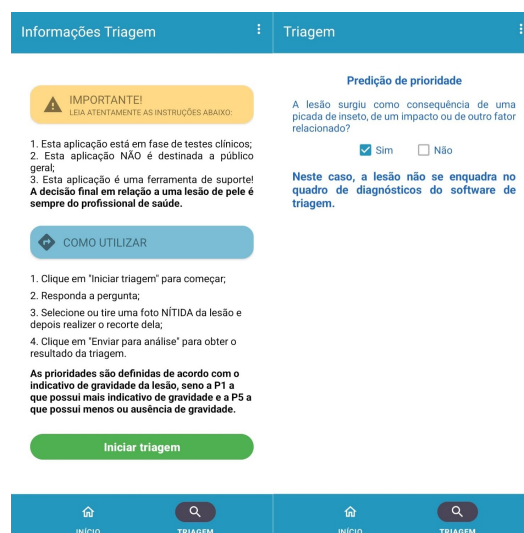 Informações Triagem
IMPORTANTE!
LEIA ATENTAMENTE AS INSTRUÇÕES ABAIXO:
1. Esta aplicação está em fase de testes clínicos;
2. Esta aplicação NÃO é destinada a público
geral;
3. Esta aplicação é uma ferramenta de suporte!
A decisão final em relação a uma lesão de pele é
sempre do profissional de saúde.
COMO UTILIZAR
1. Clique em "Iniciar triagem" para começar;
2. Responda a pergunta;
3. Selecione ou tire uma foto NÍTIDA da lesão e
depois realizar o recorte dela;
4. Clique em "Enviar para análise" para obter o
resultado da triagem.
As prioridades são definidas de acordo com o
indicativo de gravidade da lesão, seno a P1 a
que possui mais indicativo de gravidade e a P5 a
que possui menos ou ausência de gravidade.
Iniciar triagem
INÍCIO
TRIAGEM
Triagem
Predição de prioridade
A lesão surgiu como consequência de uma
picada de inseto, de um impacto ou de outro fator
relacionado?
Sim
Não
Neste caso, a lesão não se enquadra no
quadro de diagnósticos do software de
triagem.
INÍCIO
TRIAGEM